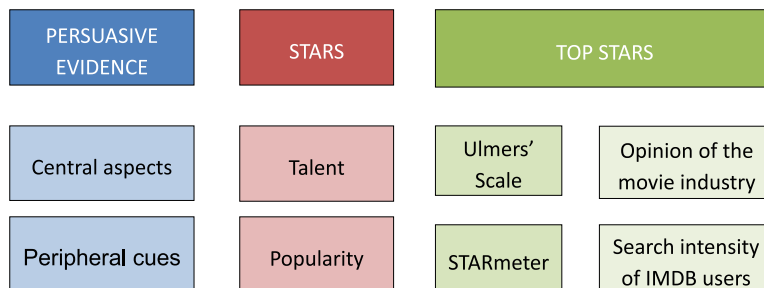 PERSUASIVE
EVIDENCE
STARS
TOP STARS
Central aspects
Talent
Ulmers’
Scale
Opinion of the
movie industry
Peripheral cues
Popularity
STARmeter
Search intensity
of IMDB users